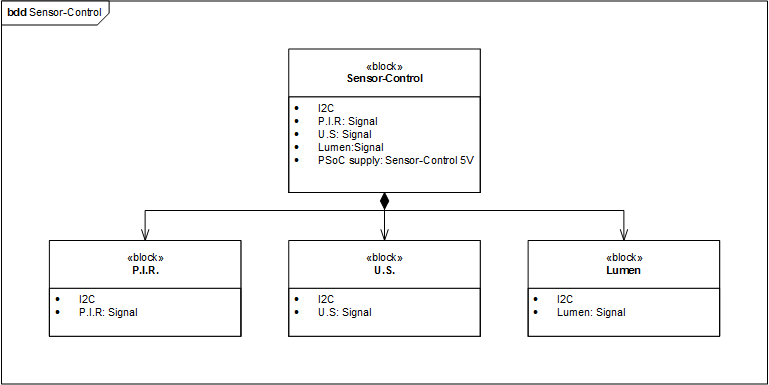 bdd Sensor-Control
«block»
Sensor-Control
• I2C
• P.I.R: Signal
• U.S: Signal
• Lumen:Signal
• PSoC supply: Sensor-Control 5V
«block»
P.I.R.
• I2C
• P.I.R: Signal
«block»
U.S.
• I2C
• U.S: Signal
«block»
Lumen
• I2C
• Lumen: Signal